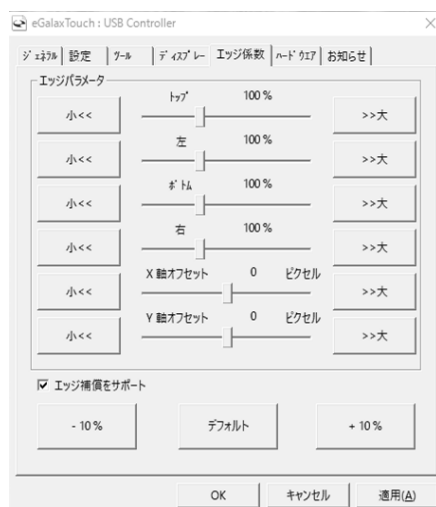 eGalaxTouch : USB Controller
ジェネラル 設定 ツール ディスプレー エッジ係数 ハードウエア お知らせ
エッジパラメータ
トップ 100 %
小<< >>大
左 100 %
小<< >>大
ボトム 100 %
小<< >>大
右 100 %
小<< >>大
X 軸オフセット 0 ピクセル
小<< >>大
Y 軸オフセット 0 ピクセル
小<< >>大
エッジ補償をサポート
- 10 % デフォルト + 10 %
OK キャンセル 適用(A)